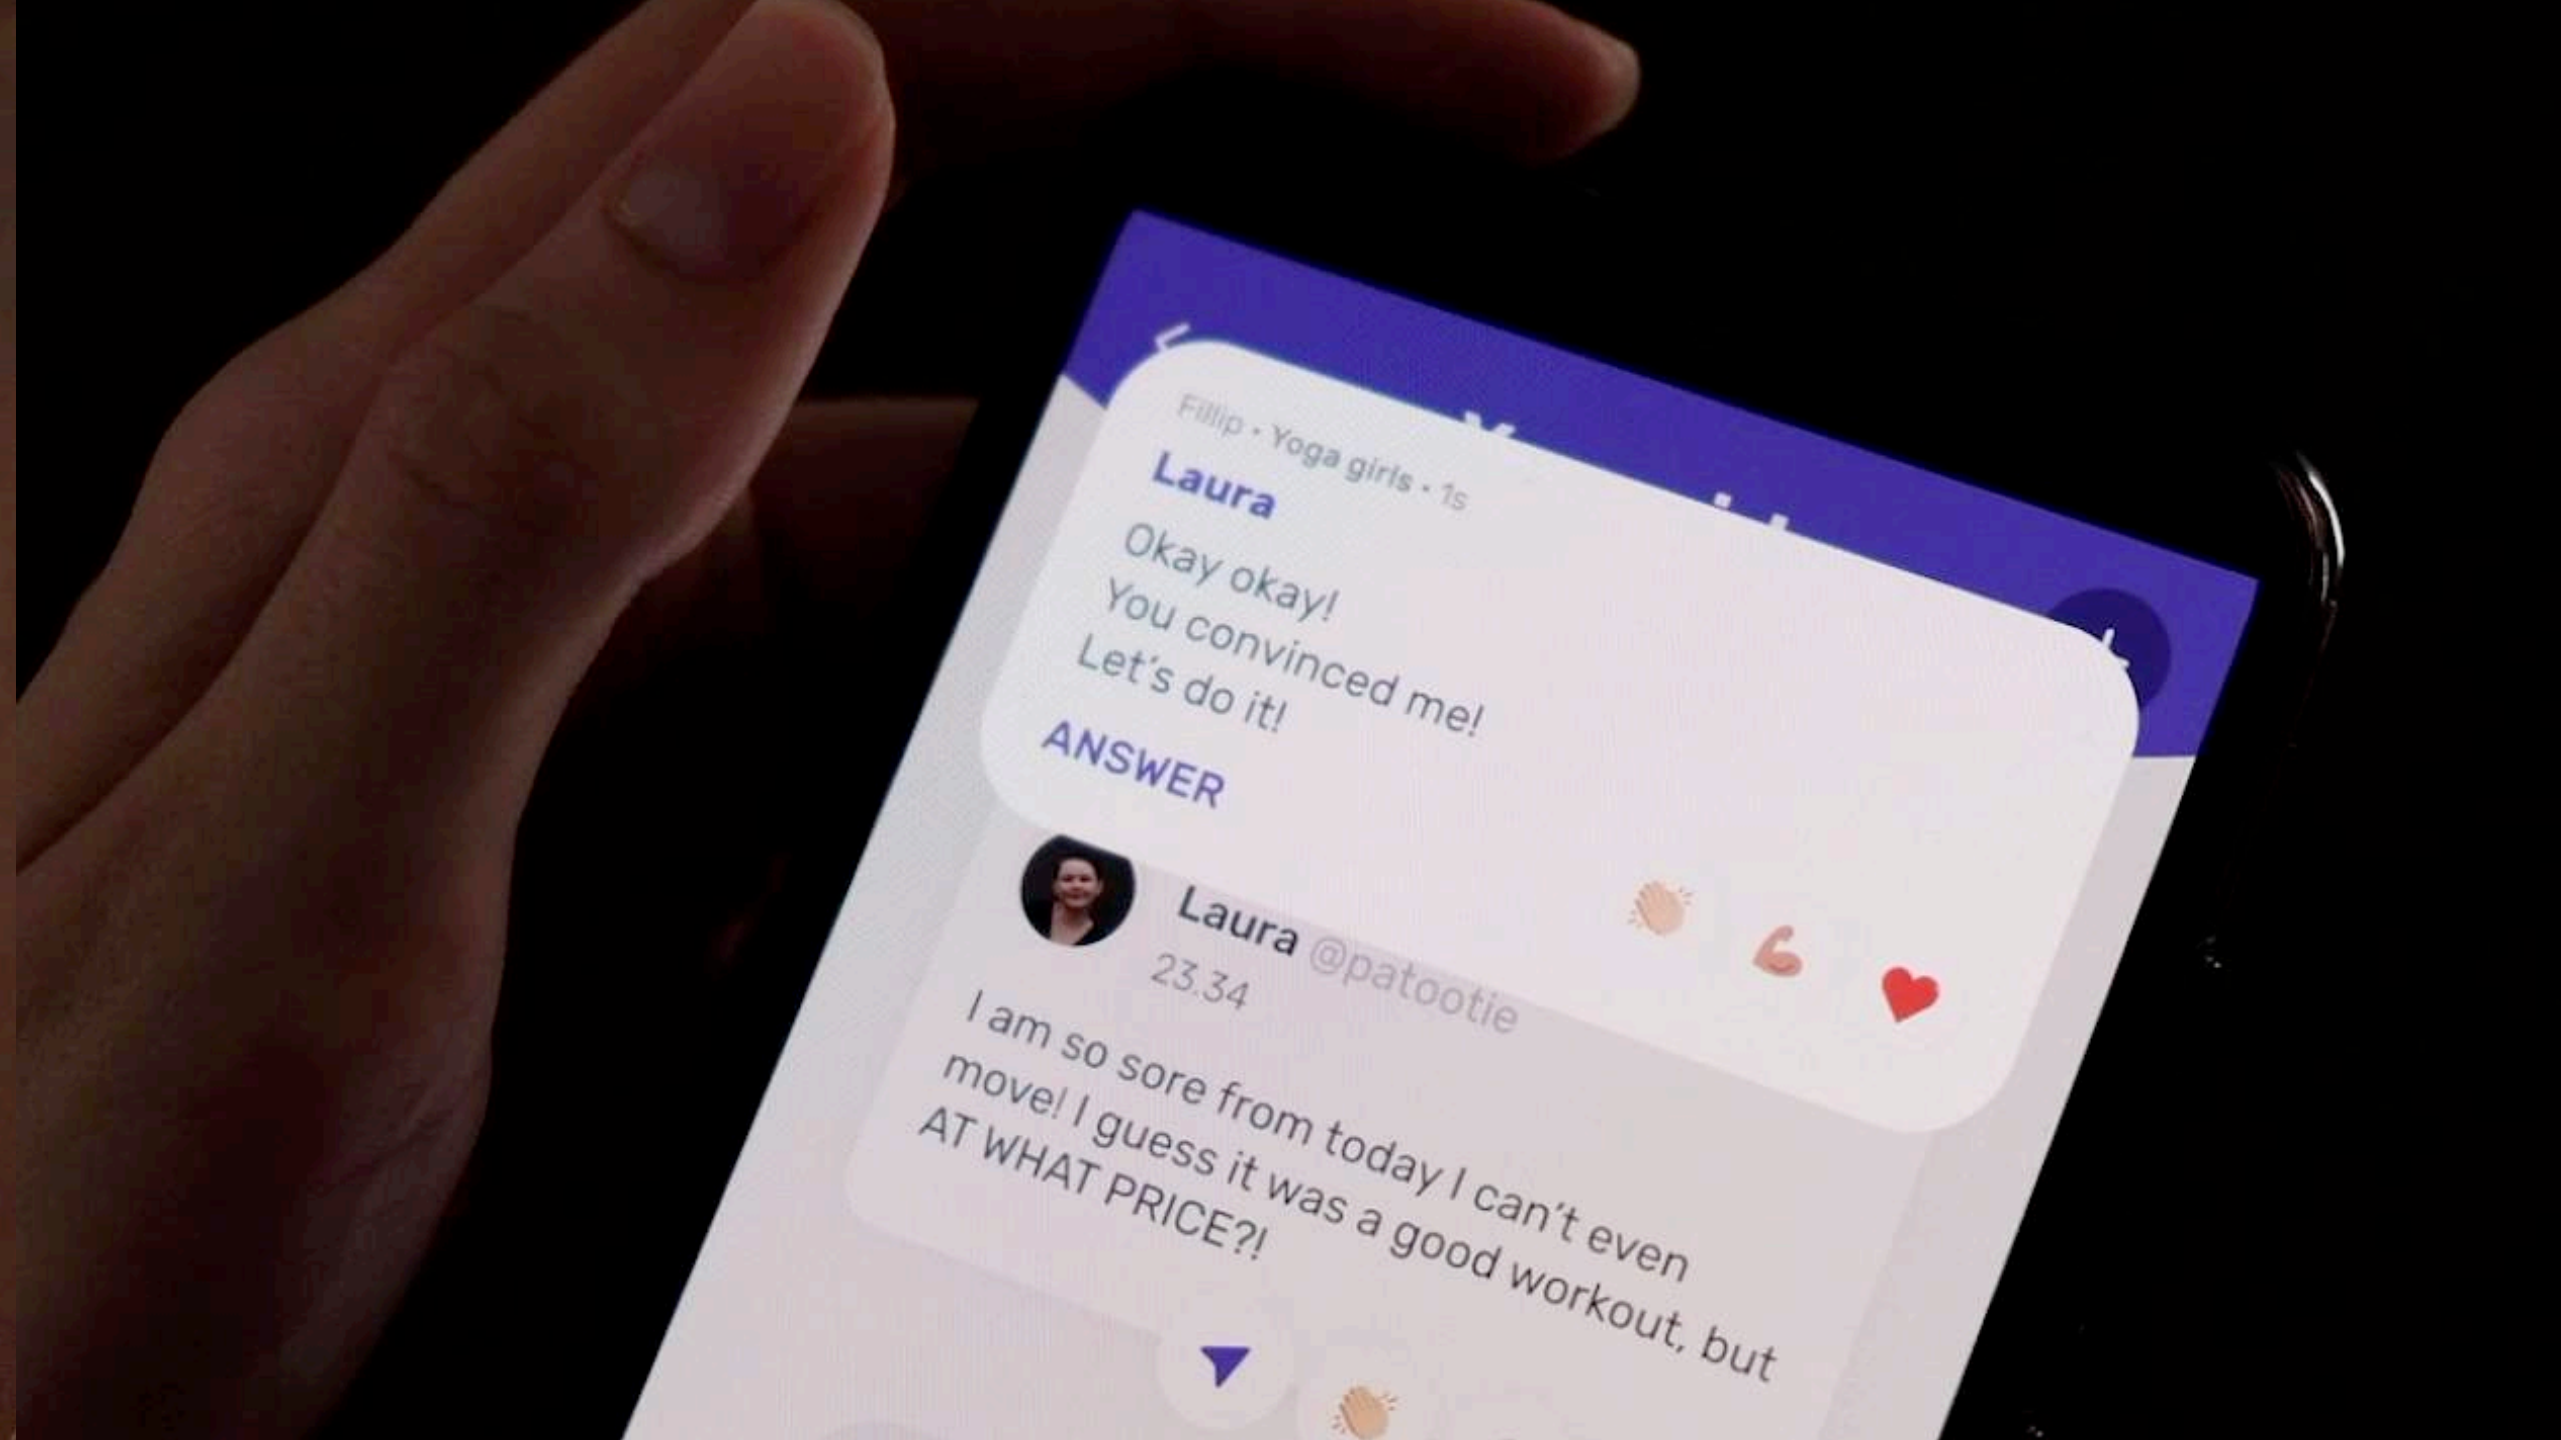 Fillip • Yoga girls • 1s
Laura
Okay okay!
You convinced me!
Let's do it!
ANSWER
Laura @patootie
23.34
I am so sore from today I can't even
move! I guess it was a good workout, but
AT WHAT PRICE?!